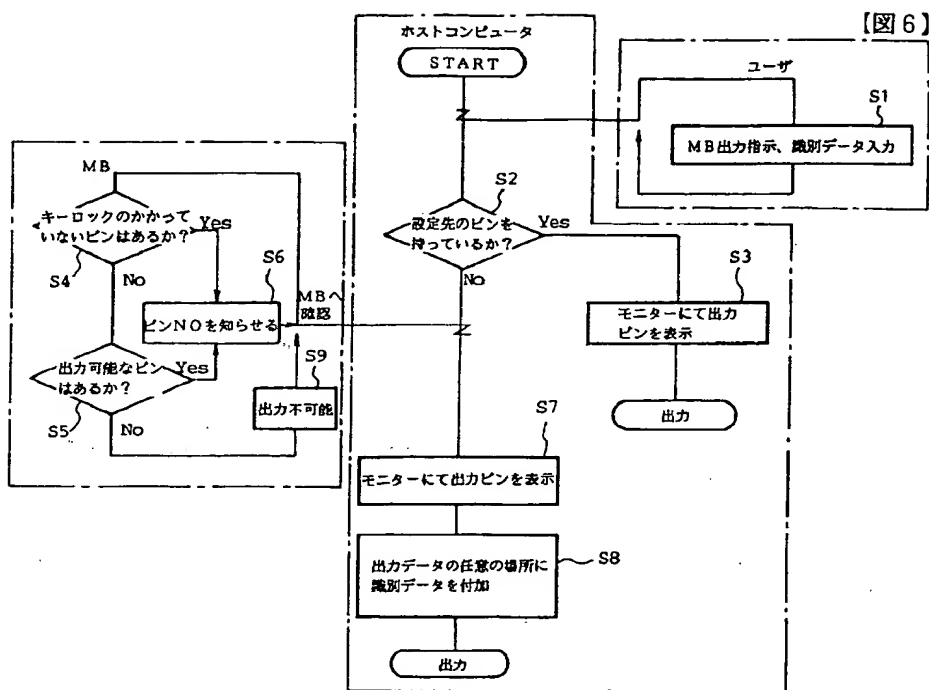 【図6】
ホストコンピュータ
START
ユーザ
S1
MB出力指示、識別データ入力
S2
設定先のビンを
持っているか?
Yes
No
S3
モニターにて出力
ビンを表示
出力
MB
キーロックのかかって
いないビンはあるか?
Yes
S4
No
S6
ビンNOを知らせる
MBへ
確認
出力可能なビン
はあるか?
Yes
S5
No
S9
出力不可能
S7
モニターにて出力ビンを表示
S8
出力データの任意の場所に
識別データを付加
出力